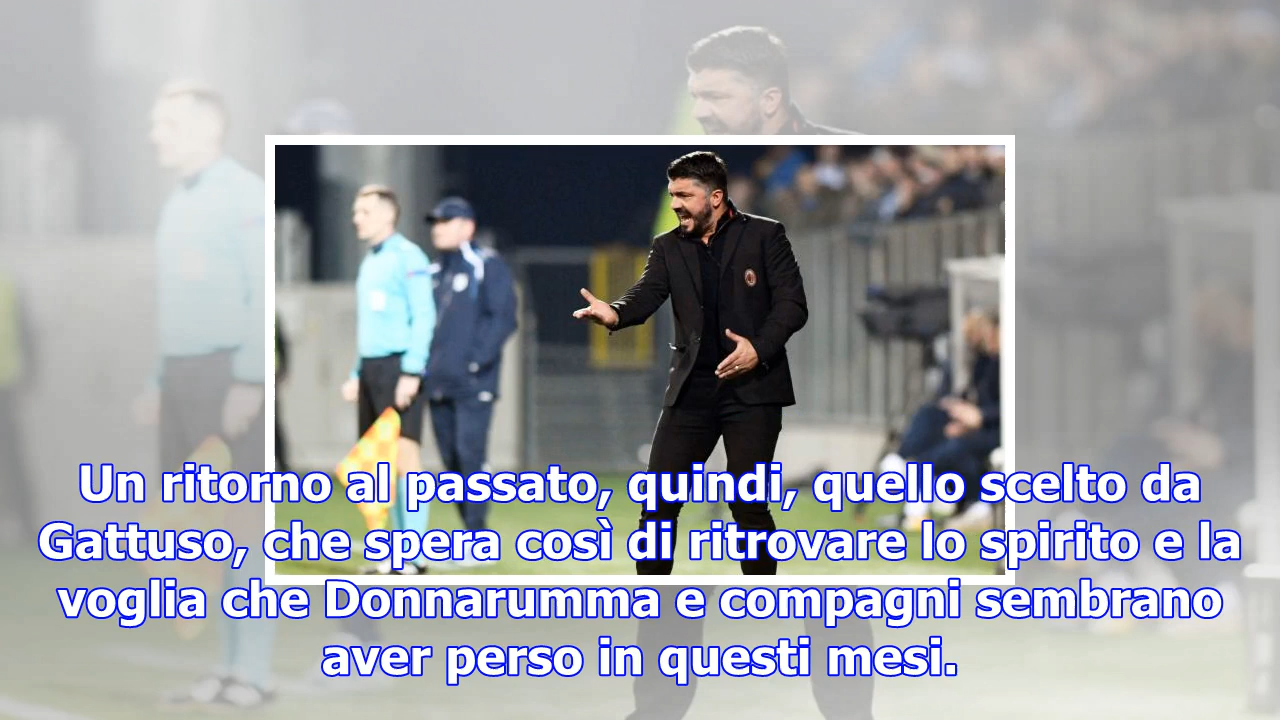 Un ritorno al passato, quindi, quello scelto da
Gattuso, che spera così di ritrovare lo spirito e la
voglia che Donnarumma e compagni sembrano
aver perso in questi mesi.